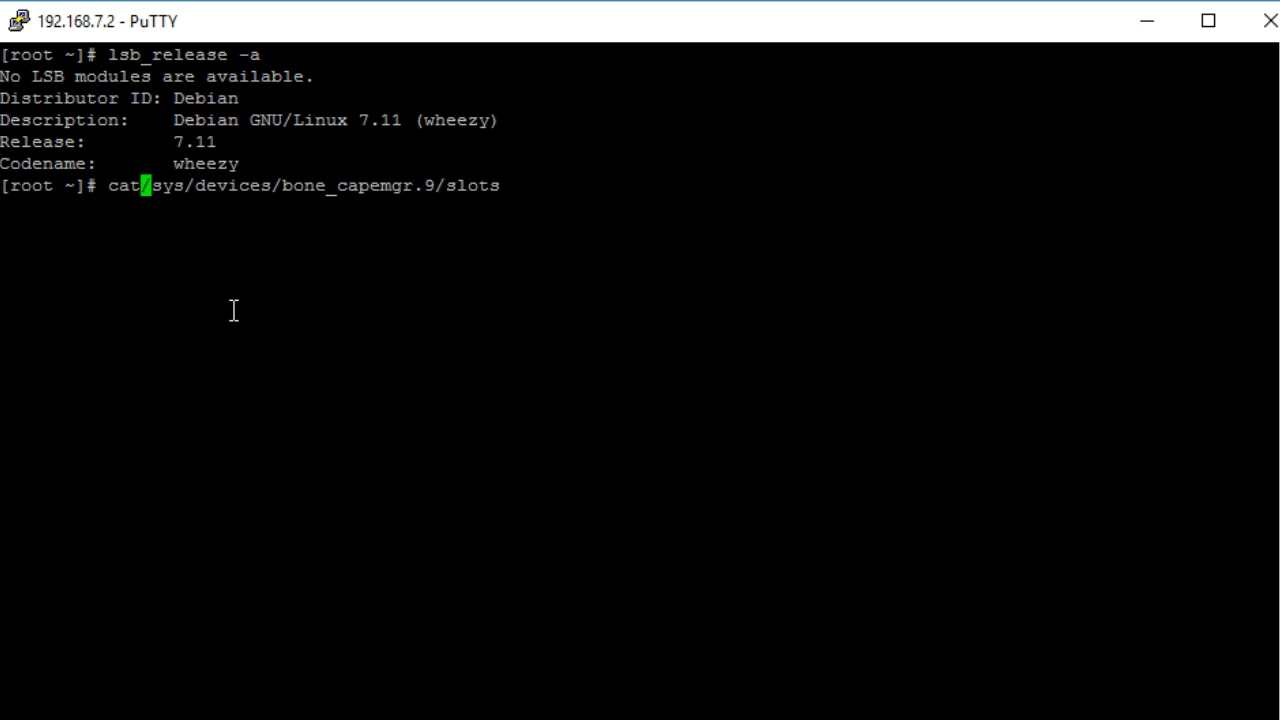 192.168.7.2 - PuTTY
[root ~]# lsb_release -a
No LSB modules are available.
Distributor ID: Debian
Description:    Debian GNU/Linux 7.11 (wheezy)
Release:        7.11
Codename:       wheezy
[root ~]# cat/sys/devices/bone_capemgr.9/slots